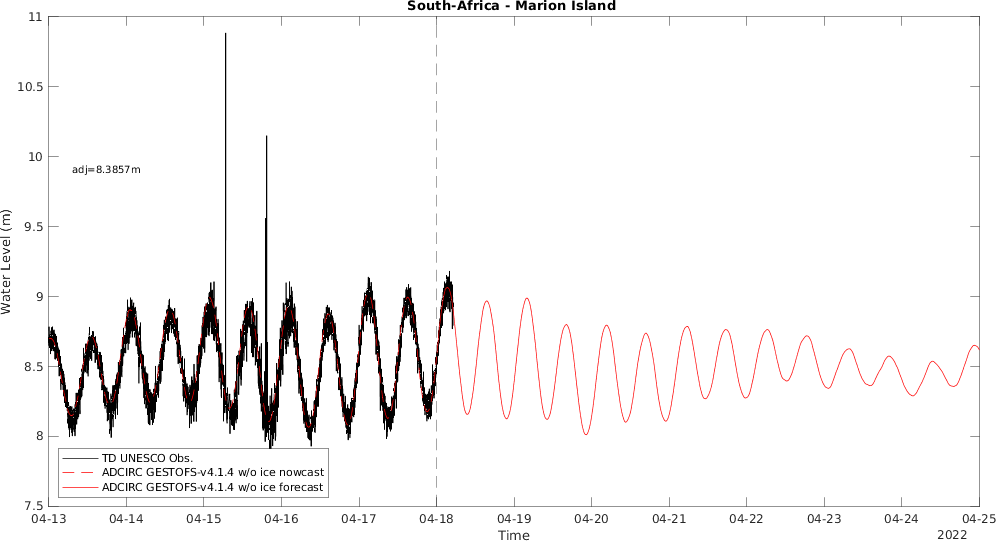 South-Africa - Marion Island
11
10.5
10
9.5
9
8.5
8
7.5
Water Level (m)
adj=8.3857m
TD UNESCO Obs.
ADCIRC GESTOFS-v4.1.4 w/o ice nowcast
ADCIRC GESTOFS-v4.1.4 w/o ice forecast
04-13 04-14 04-15 04-16 04-17 04-18 04-19 04-20 04-21 04-22 04-23 04-24 04-25
Time
2022